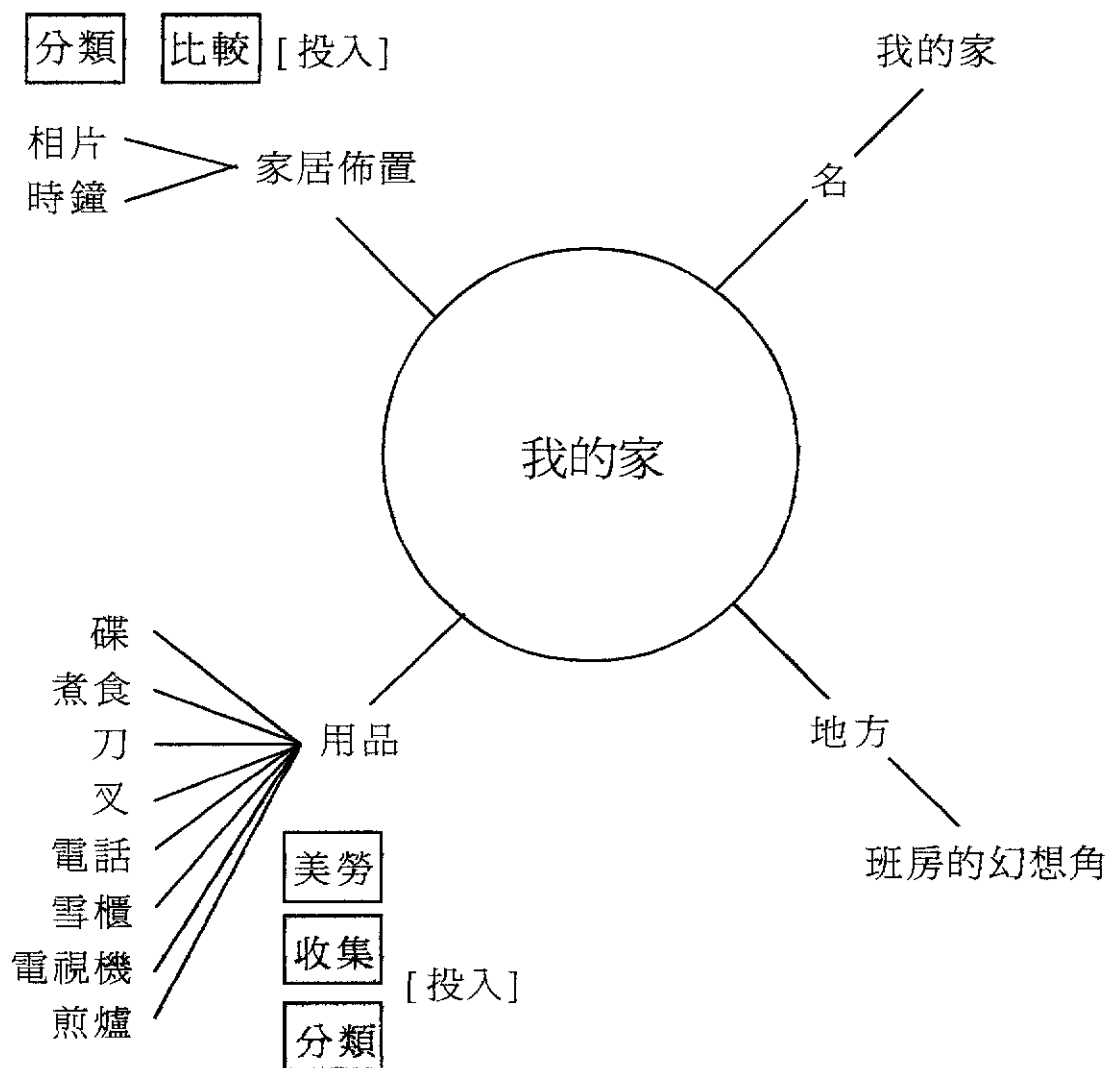 分類 比較 [投入]
我的家
相片
時鐘
家居佈置
名
我的家
碟
煮食
刀
叉
電話
雪櫃
電視機
煎爐
用品
地方
班房的幻想角
美勞
收集
[投入]
分類